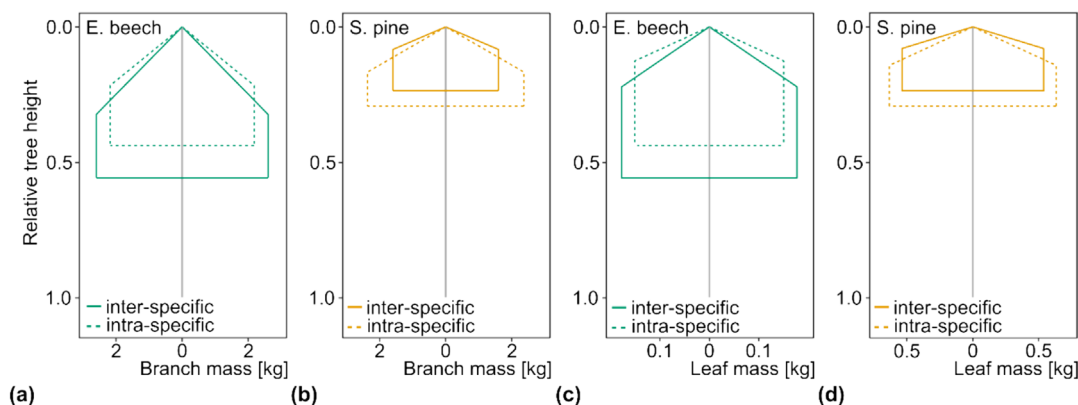 Relative tree height
0.0
0.5
1.0
E. beech
inter-specific
intra-specific
2 0 2
Branch mass [kg]
(a)
0.0
0.5
1.0
S. pine
inter-specific
intra-specific
2 0 2
Branch mass [kg]
(b)
0.0
0.5
1.0
E. beech
inter-specific
intra-specific
0.1 0 0.1
Leaf mass [kg]
(c)
0.0
0.5
1.0
S. pine
inter-specific
intra-specific
0.5 0 0.5
Leaf mass [kg]
(d)